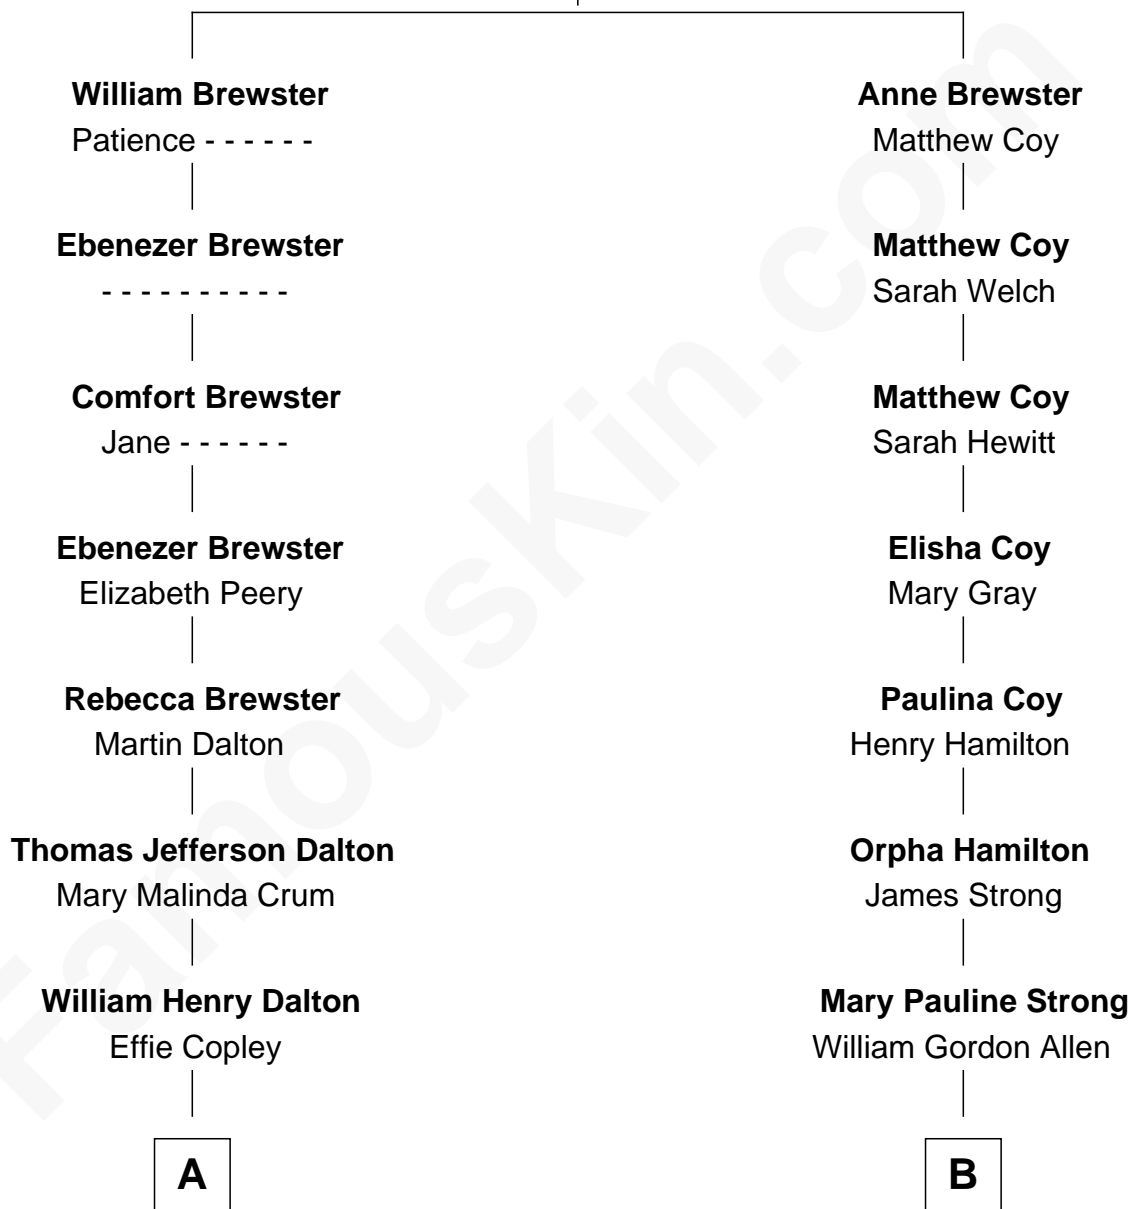 William Brewster
Patience - - - - - -
Ebenezer Brewster
- - - - - - - - - -
Comfort Brewster
Jane - - - - - -
Ebenezer Brewster
Elizabeth Peery
Rebecca Brewster
Martin Dalton
Thomas Jefferson Dalton
Mary Malinda Crum
William Henry Dalton
Effie Copley
A
Anne Brewster
Matthew Coy
Matthew Coy
Sarah Welch
Matthew Coy
Sarah Hewitt
Elisha Coy
Mary Gray
Paulina Coy
Henry Hamilton
Orpha Hamilton
James Strong
Mary Pauline Strong
William Gordon Allen
B
FamousKin.com